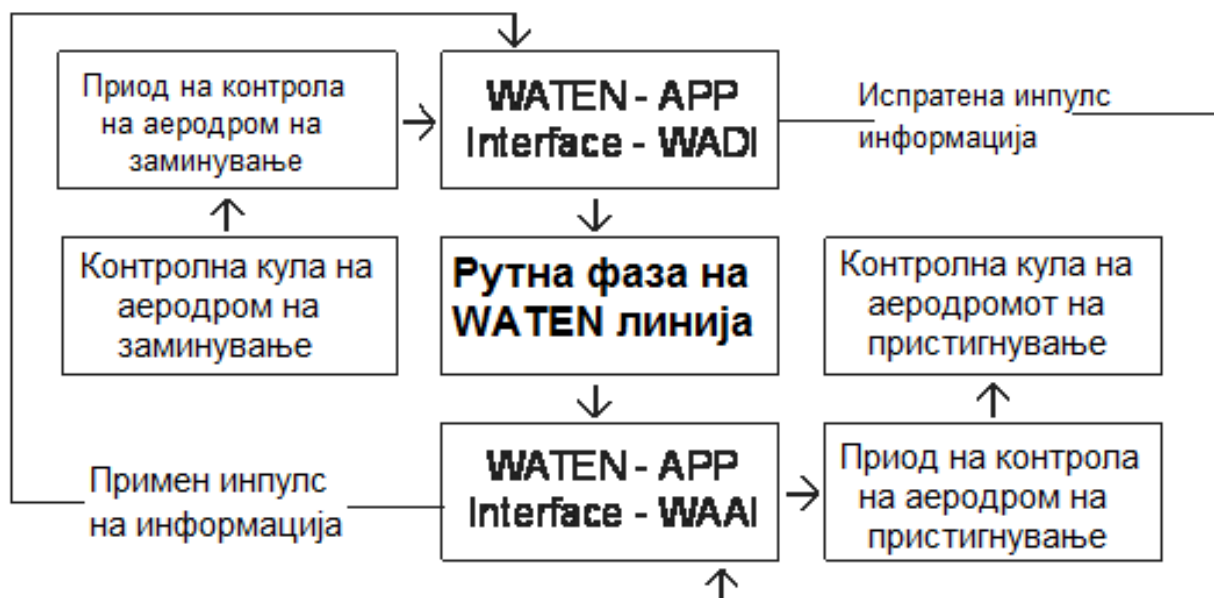 Приод на контрола
на аеродром на
заминување
WATEN - APP
Interface - WADI
Испратена инпулс
информација
Контролна кула на
аеродром на
заминување
Рутна фаза на
WATEN линија
Контролна кула на
аеродромот на
пристигнување
Примен инпулс
на информација
WATEN - APP
Interface - WAAI
Приод на контрола
на аеродром на
пристигнување